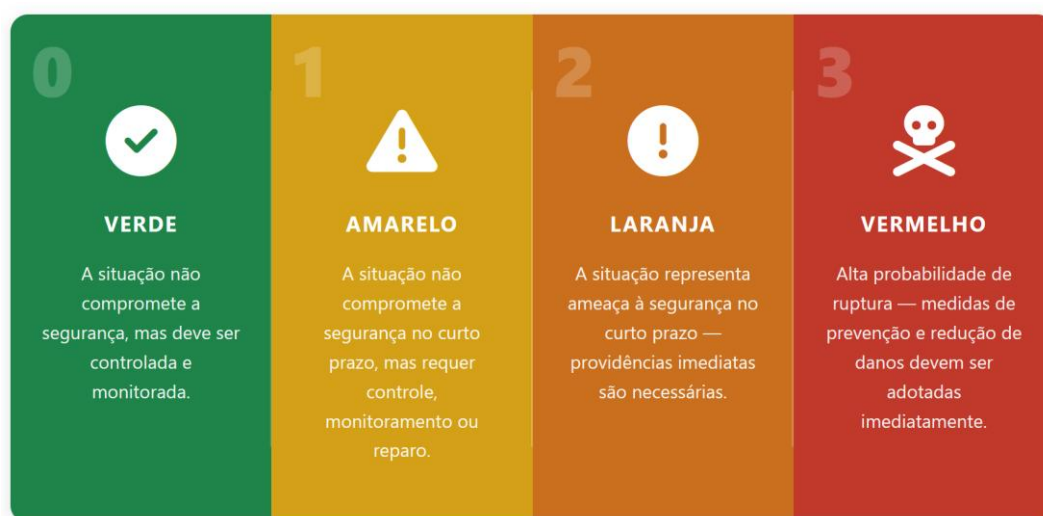 0
VERDE
A situação não
compromete a
segurança, mas deve ser
controlada e
monitorada.
1
AMARELO
A situação não
compromete a
segurança no curto
prazo, mas requer
controle,
monitoramento ou
reparo.
2
LARANJA
A situação representa
ameaça à segurança no
curto prazo —
providências imediatas
são necessárias.
3
VERMELHO
Alta probabilidade de
ruptura — medidas de
prevenção e redução de
danos devem ser
adotadas
imediatamente.